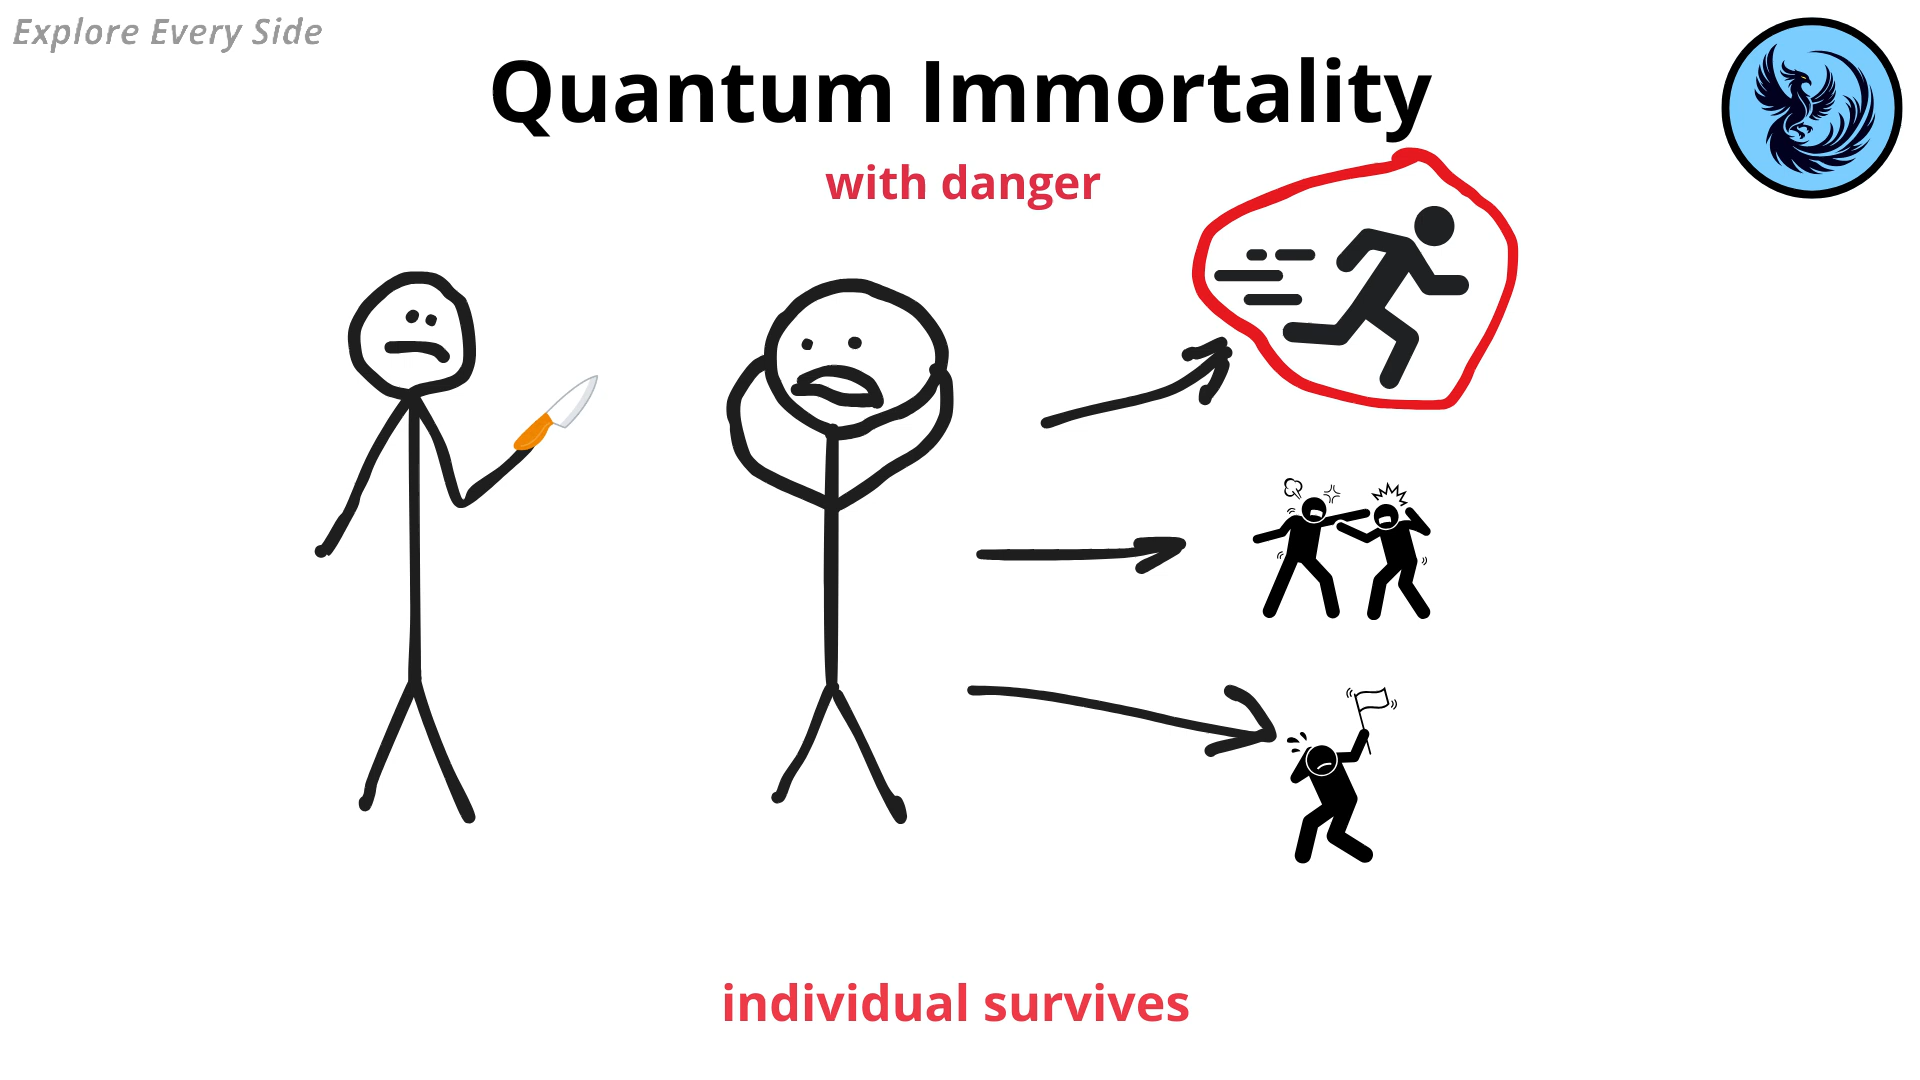 Explore Every Side
Quantum Immortality
with danger
individual survives